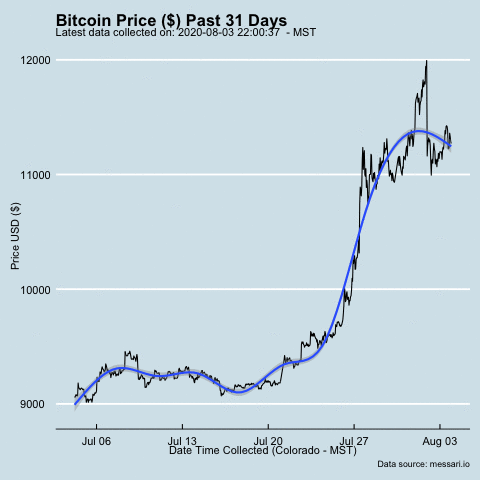 Bitcoin Price ($) Past 31 Days
Latest data collected on: 2020-08-03 22:00:37  - MST
12000
11000
10000
9000
Price USD ($)
Jul 06
Jul 13
Jul 20
Jul 27
Aug 03
Date Time Collected (Colorado - MST)
Data source: messari.io